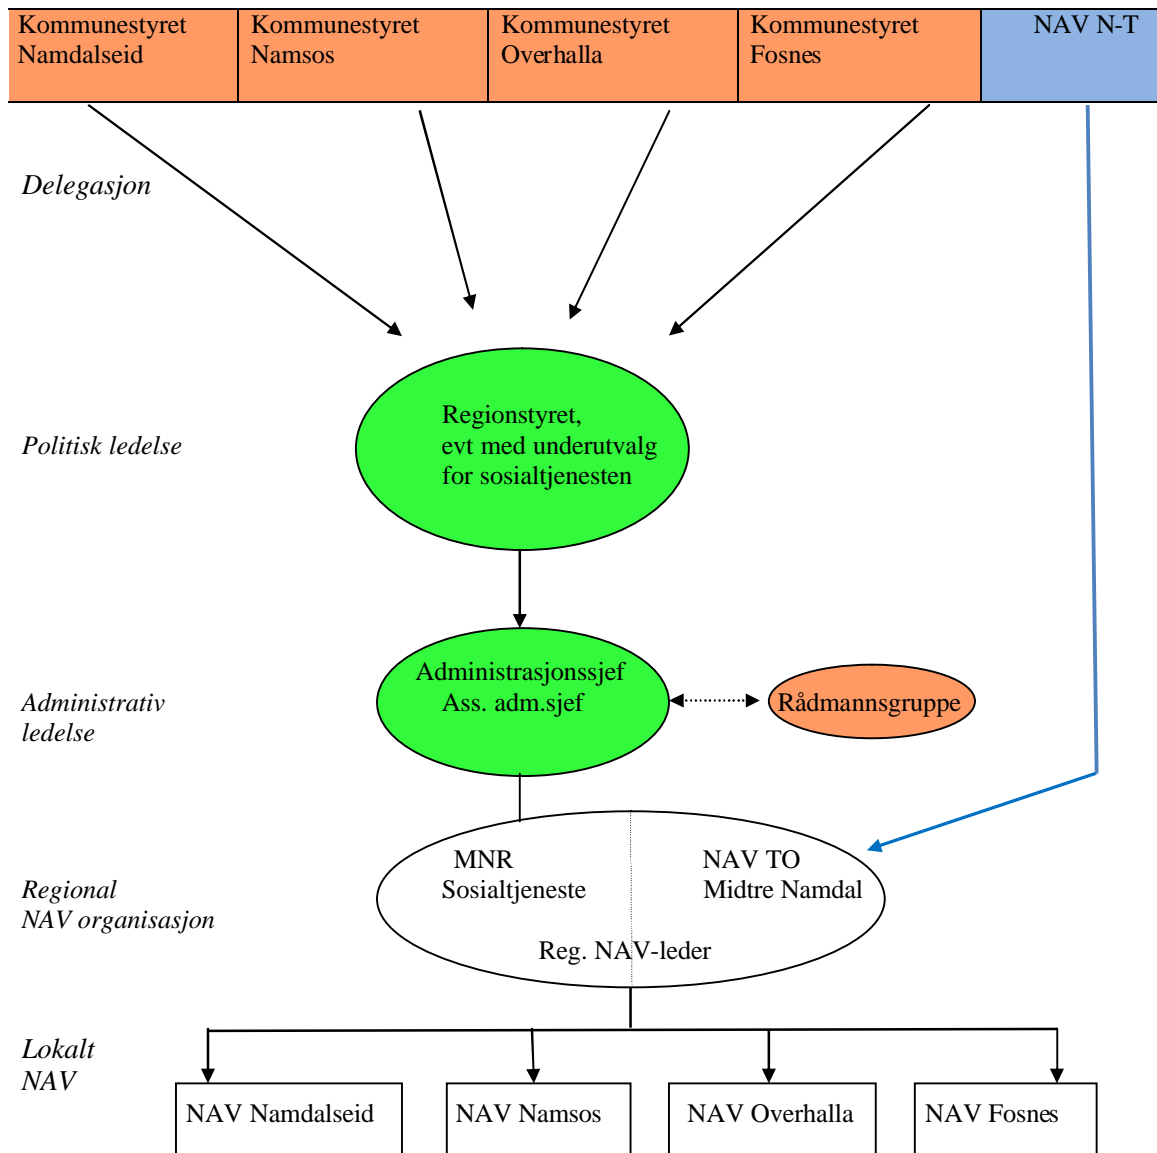 Kommunestyret
Namdalseid
Kommunestyret
Namsos
Kommunestyret
Overhalla
Kommunestyret
Fosnes
NAV N-T
Delegasjon
Politisk ledelse
Regionstyret,
evt med underutvalg
for sosialtjenesten
Administrativ
ledelse
Administrasjonssjef
Ass. adm.sjef
Rådmannsgruppe
Regional
NAV organisasjon
MNR
Sosialtjeneste
NAV TO
Midtre Namdal
Reg. NAV-leder
Lokalt
NAV
NAV Namdalseid
NAV Namsos
NAV Overhalla
NAV Fosnes